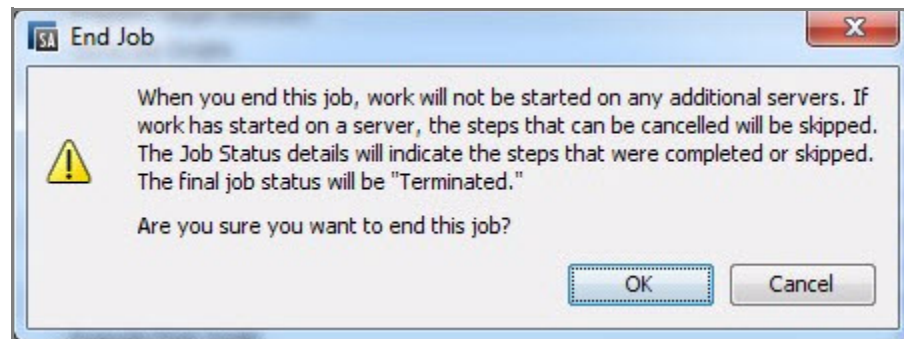 SA End Job
When you end this job, work will not be started on any additional servers. If
work has started on a server, the steps that can be cancelled will be skipped.
The Job Status details will indicate the steps that were completed or skipped.
The final job status will be "Terminated."
Are you sure you want to end this job?
OK Cancel